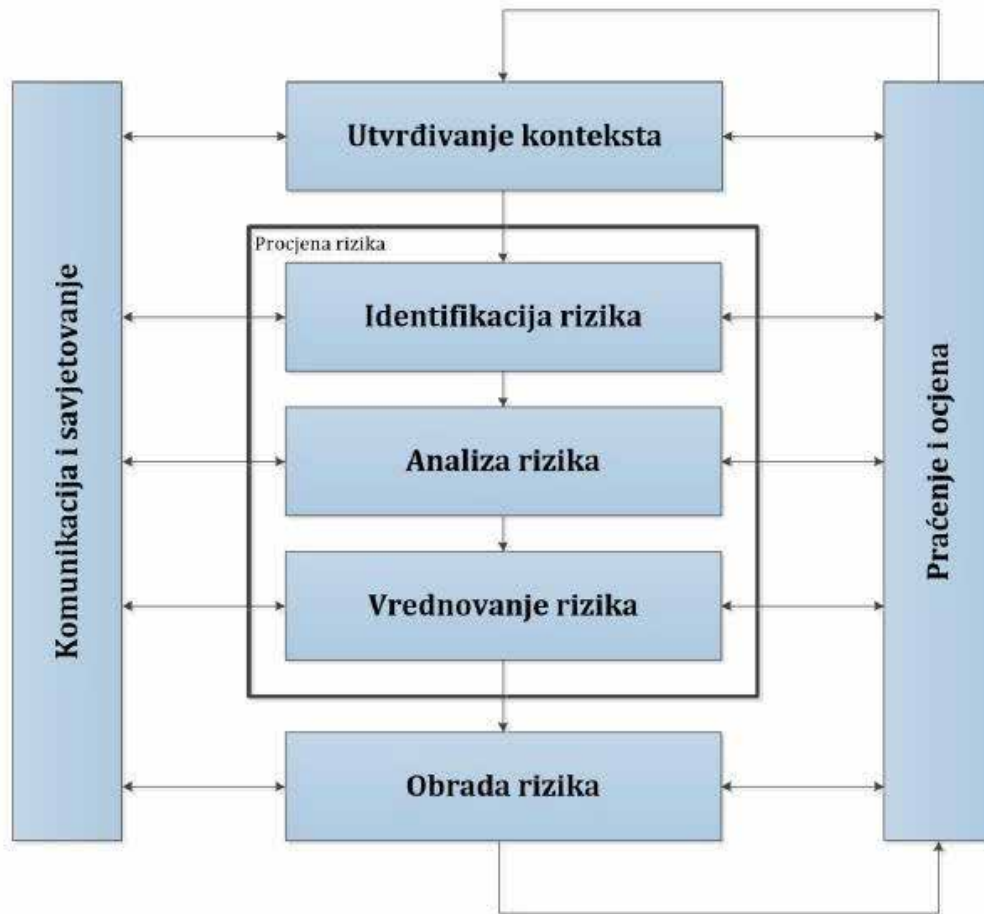 Utvrđivanje konteksta
Procjena rizika
Identifikacija rizika
Analiza rizika
Vrednovanje rizika
Obrada rizika
Komunikacija i savjetovanje
Praćenje i ocjena